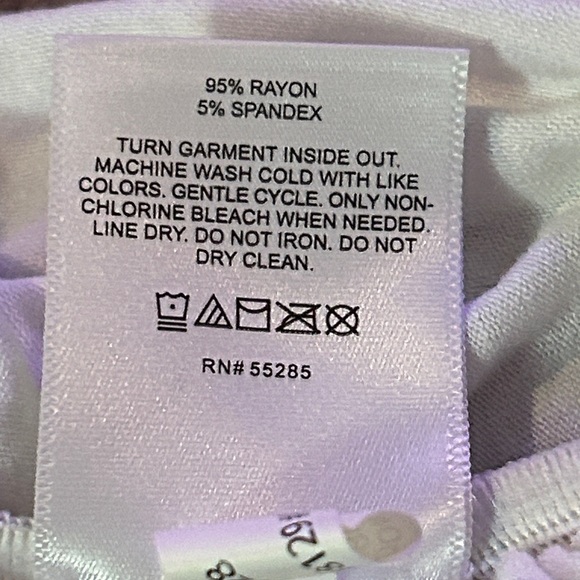 95% RAYON
5% SPANDEX
TURN GARMENT INSIDE OUT.
MACHINE WASH COLD WITH LIKE
COLORS. GENTLE CYCLE. ONLY NON-
CHLORINE BLEACH WHEN NEEDED.
LINE DRY. DO NOT IRON. DO NOT
DRY CLEAN.
RN# 55285